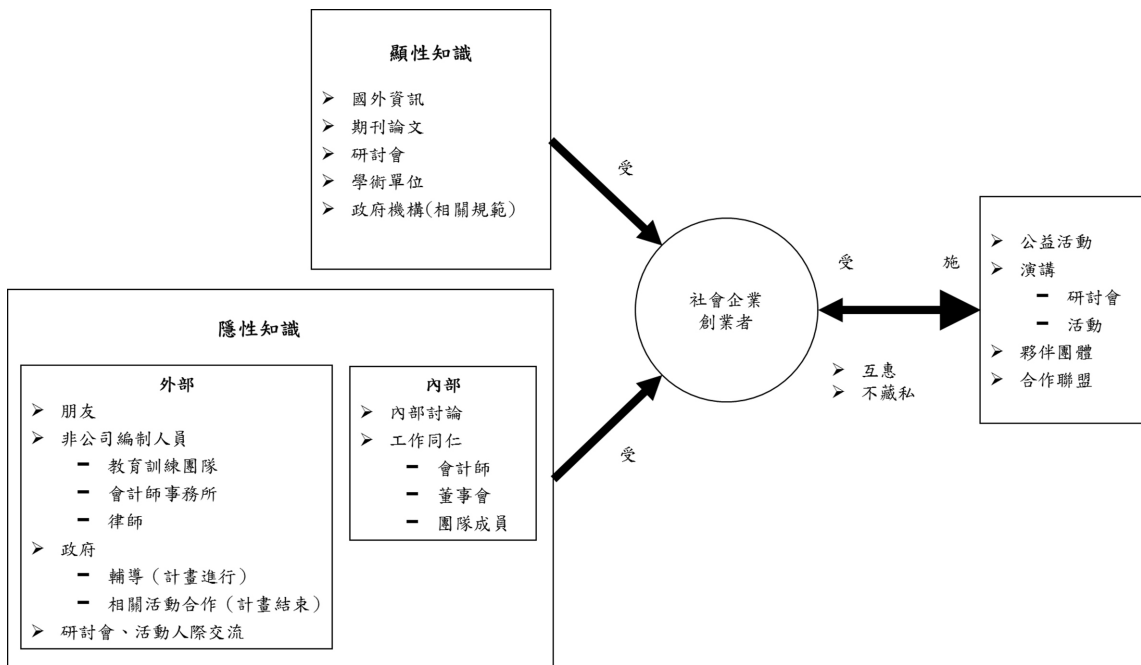 顯性知識
➢ 國外資訊
➢ 期刊論文
➢ 研討會
➢ 學術單位
➢ 政府機構(相關規範)
受
隱性知識
外部
➢ 朋友
➢ 非公司編制人員
－ 教育訓練團隊
－ 會計師事務所
－ 律師
➢ 政府
－ 輔導（計畫進行）
－ 相關活動合作（計畫結束）
➢ 研討會、活動人際交流
內部
➢ 內部討論
➢ 工作同仁
－ 會計師
－ 董事會
－ 團隊成員
受
社會企業
創業者
受
施
➢ 互惠
➢ 不藏私
➢ 公益活動
➢ 演講
－ 研討會
－ 活動
➢ 夥伴團體
➢ 合作聯盟